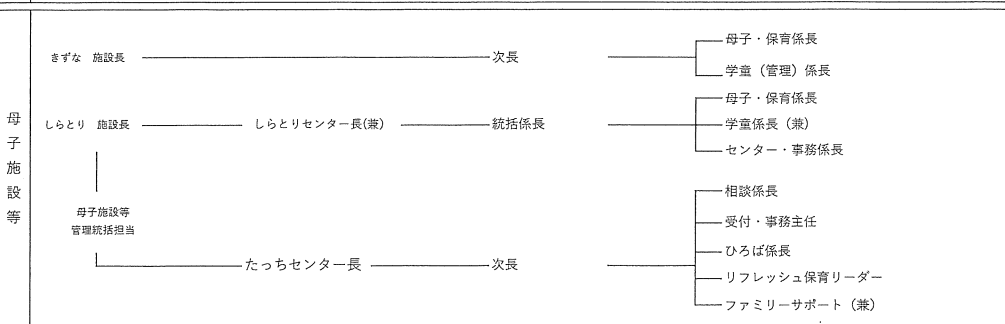 母子施設等
きずな 施設長
次長
母子・保育係長
学童（管理）係長
しらとり 施設長
しらとりセンター長(兼)
統括係長
母子・保育係長
学童係長（兼）
センター・事務係長
母子施設等
管理統括担当
たっちセンター長
次長
相談係長
受付・事務主任
ひろば係長
リフレッシュ保育リーダー
ファミリーサポート（兼）